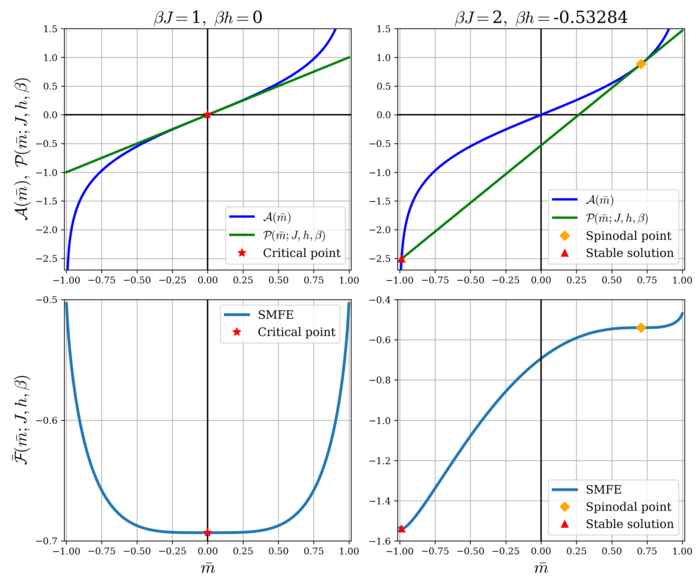 βJ = 1, βh = 0
βJ = 2, βh = -0.53284
𝒜(m̄), 𝒫(m̄; J, h, β)
1.5
1.0
0.5
0.0
−0.5
−1.0
−1.5
−2.0
−2.5
−1.00 −0.75 −0.50 −0.25 0.00 0.25 0.50 0.75 1.00
𝒜(m̄)
𝒫(m̄; J, h, β)
Critical point
1.5
1.0
0.5
0.0
−0.5
−1.0
−1.5
−2.0
−2.5
−1.00 −0.75 −0.50 −0.25 0.00 0.25 0.50 0.75 1.00
𝒜(m̄)
𝒫(m̄; J, h, β)
Spinodal point
Stable solution
ℱ̄(m̄; J, h, β)
−0.5
−0.6
−0.7
−1.00 −0.75 −0.50 −0.25 0.00 0.25 0.50 0.75 1.00
m̄
SMFE
Critical point
−0.4
−0.6
−0.8
−1.0
−1.2
−1.4
−1.6
−1.00 −0.75 −0.50 −0.25 0.00 0.25 0.50 0.75 1.00
m̄
SMFE
Spinodal point
Stable solution